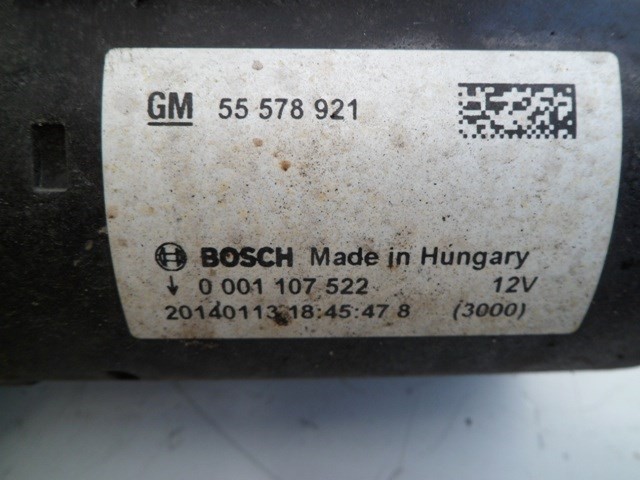 GM 55 578 921
BOSCH Made in Hungary
↓ 0 001 107 522 12V
20140113 18:45:47 8 (3000)